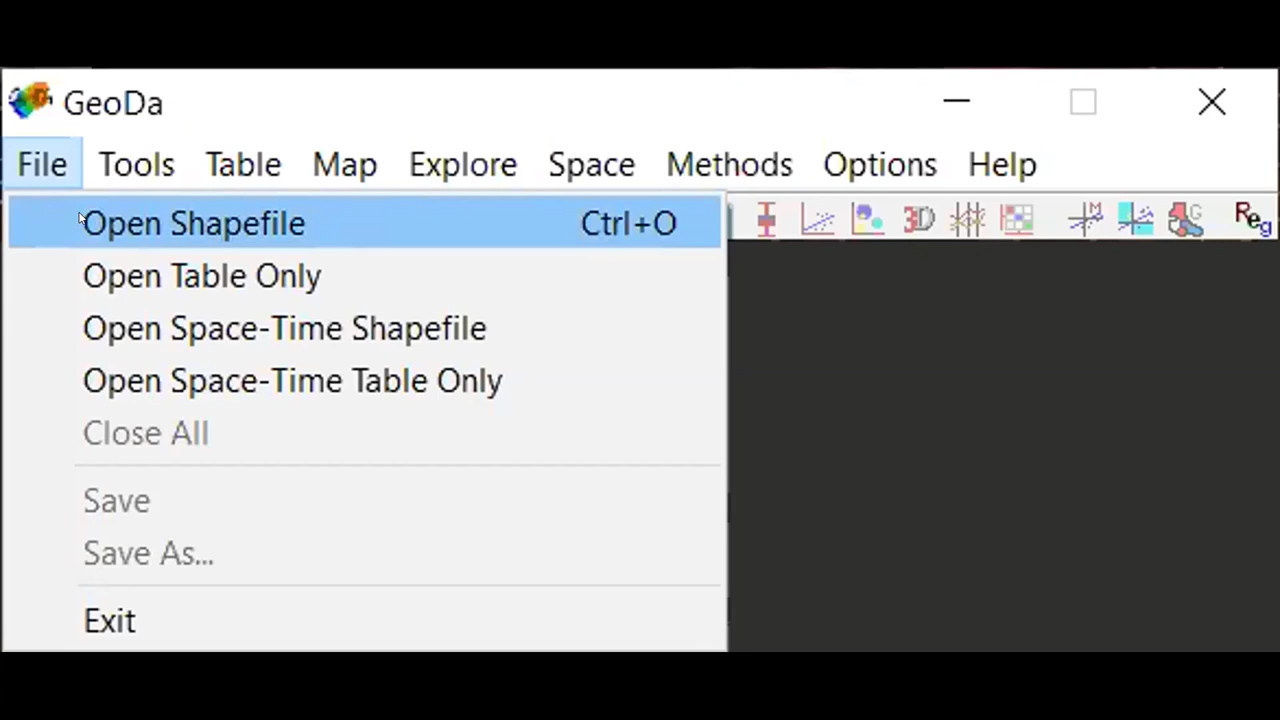 GeoDa
File Tools Table Map Explore Space Methods Options Help
Open Shapefile Ctrl+O
3D
M
G
Reg
Open Table Only
Open Space-Time Shapefile
Open Space-Time Table Only
Close All
Save
Save As...
Exit